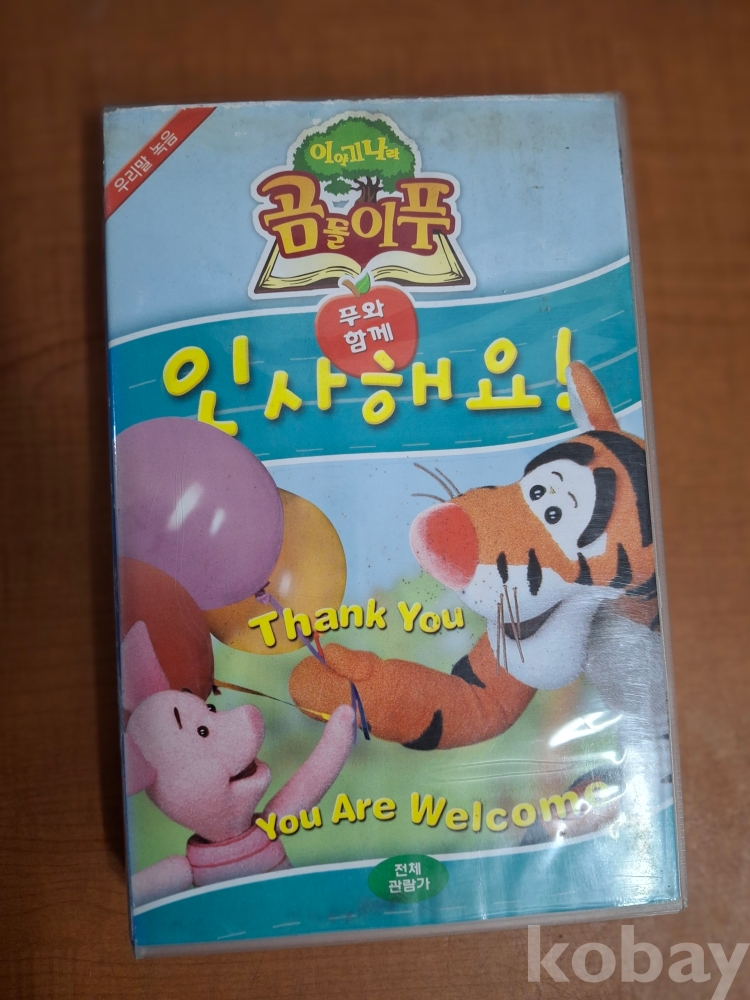 우리말 녹음
이야기나라
곰돌이푸
푸와
함께
인사해요!
Thank You
You Are Welcome
전체
관람가
kobay